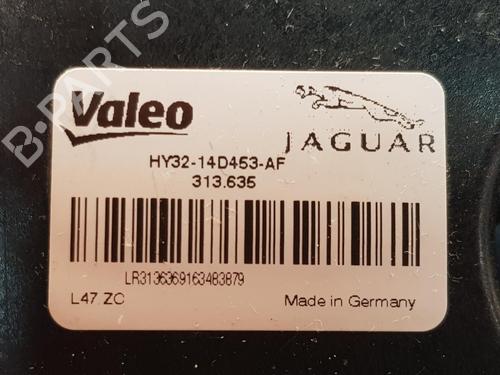 Valeo
JAGUAR
HY32-14D453-AF
313.635
LR3136369163483879
L47 ZC
Made in Germany
B-PARTS